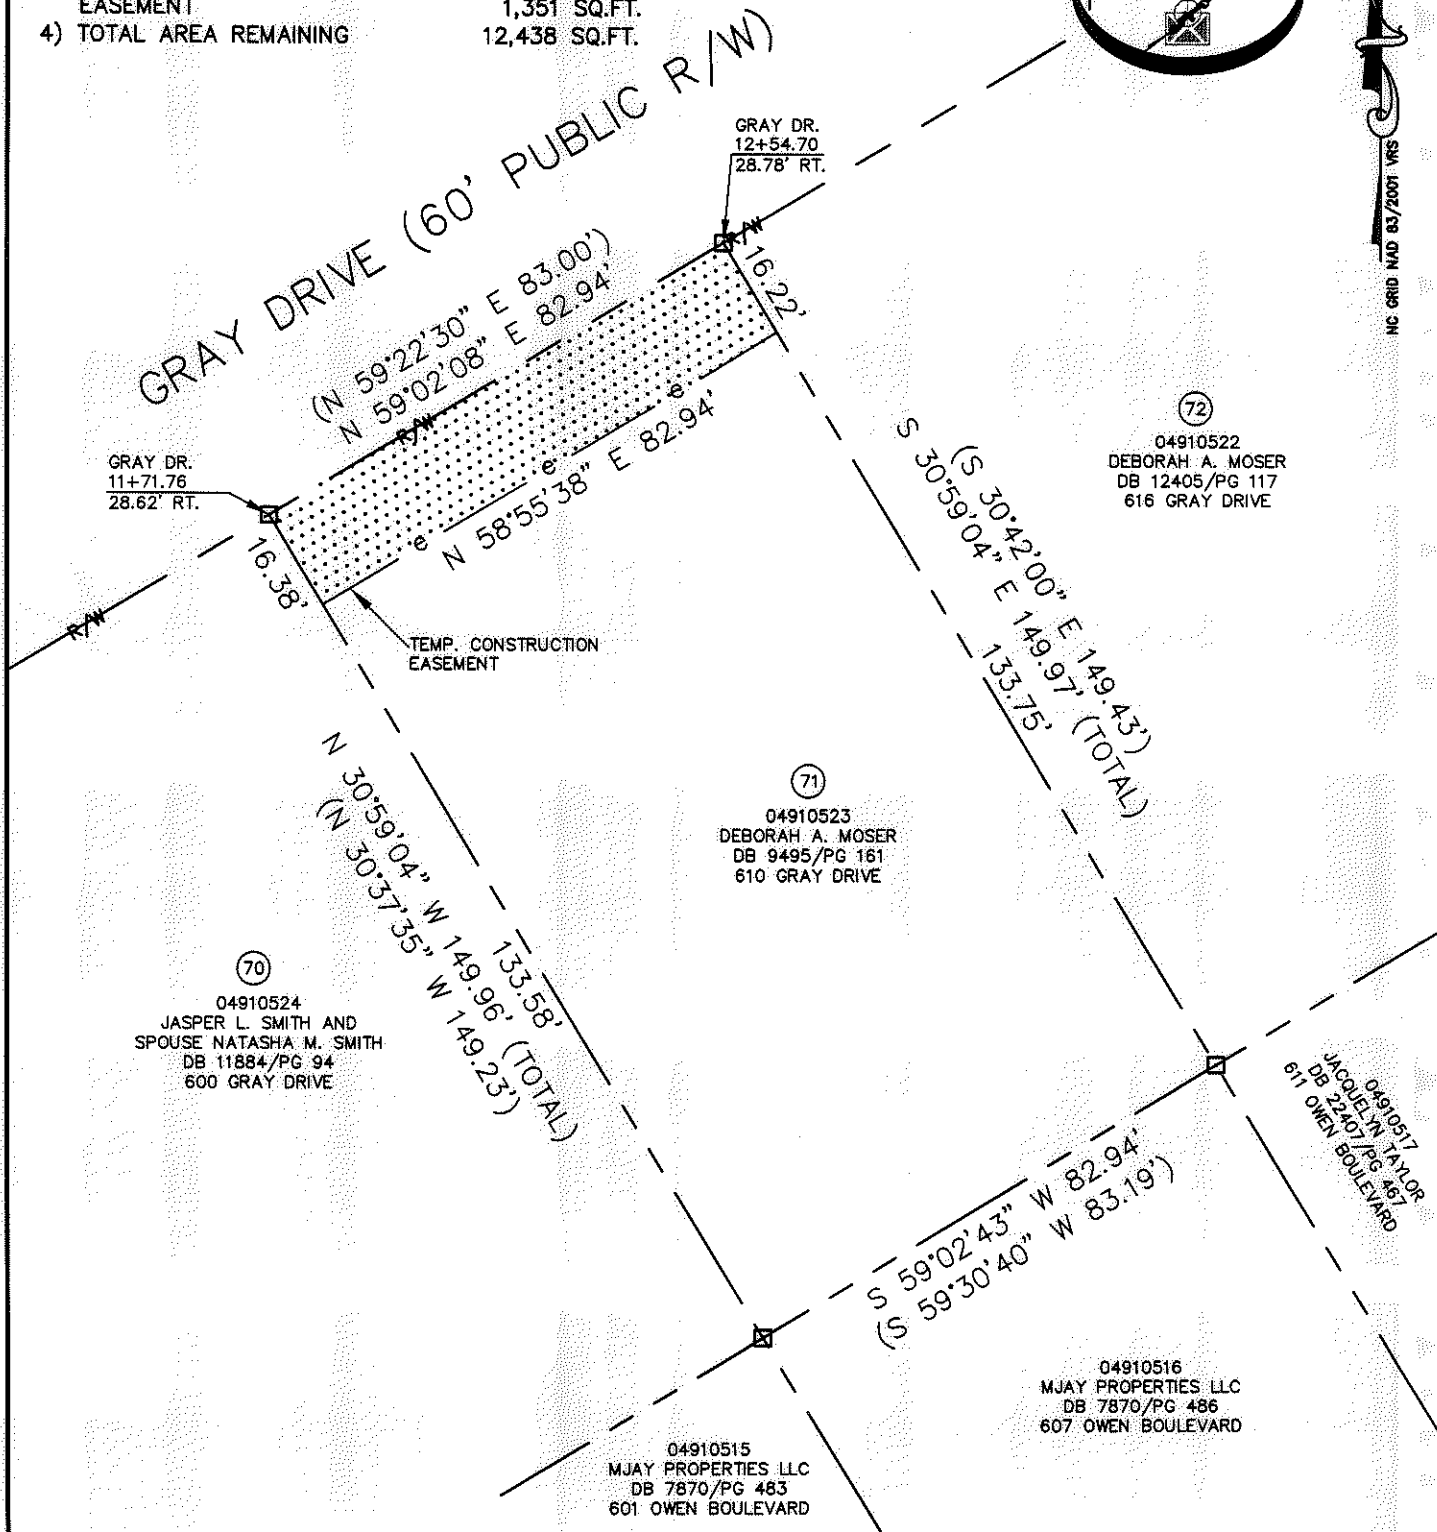 EASEMENT 1,351 SQ.FT.
4) TOTAL AREA REMAINING 12,438 SQ.FT.
GRAY DRIVE (60' PUBLIC R/W)
GRAY DR.
12+54.70
28.78' RT.
NC GRID NAD 83/2001 VRS
R/W
16.22'
(N 59°22'30" E 83.00')
N 59°02'08" E 82.94'
R/W
e
e
e
N 58°55'38" E 82.94'
GRAY DR.
11+71.76
28.62' RT.
16.38'
R/W
TEMP. CONSTRUCTION
EASEMENT
72
04910522
DEBORAH A. MOSER
DB 12405/PG 117
616 GRAY DRIVE
(S 30°42'00" E 149.43')
S 30°59'04" E 149.97' (TOTAL)
133.75'
71
04910523
DEBORAH A. MOSER
DB 9495/PG 161
610 GRAY DRIVE
133.58'
N 30°59'04" W 149.96' (TOTAL)
(N 30°37'35" W 149.23')
70
04910524
JASPER L. SMITH AND
SPOUSE NATASHA M. SMITH
DB 11884/PG 94
600 GRAY DRIVE
04910517
JACQUELYN TAYLOR
DB 22407/PG 467
611 OWEN BOULEVARD
S 59°02'43" W 82.94'
(S 59°30'40" W 83.19')
04910516
MJAY PROPERTIES LLC
DB 7870/PG 486
607 OWEN BOULEVARD
04910515
MJAY PROPERTIES LLC
DB 7870/PG 483
601 OWEN BOULEVARD